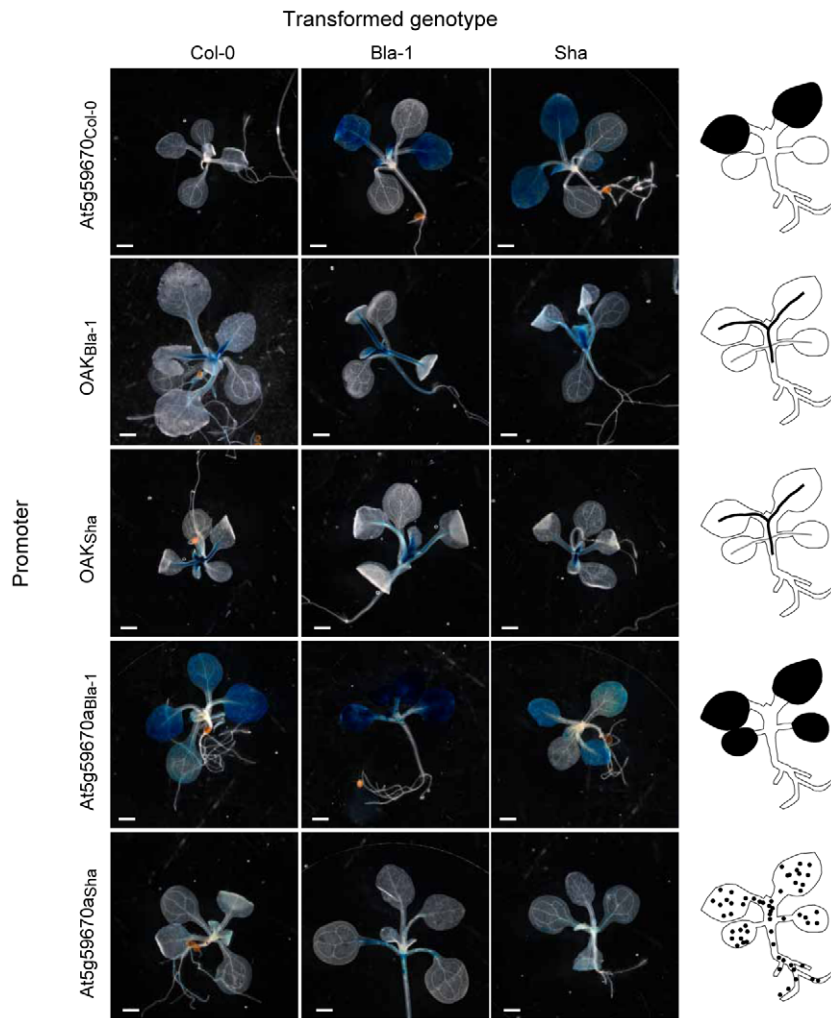 Transformed genotype
Col-0 Bla-1 Sha
At5g59670Col-0
OAKBla-1
Promoter
OAKSha
At5g59670aBla-1
At5g59670aSha